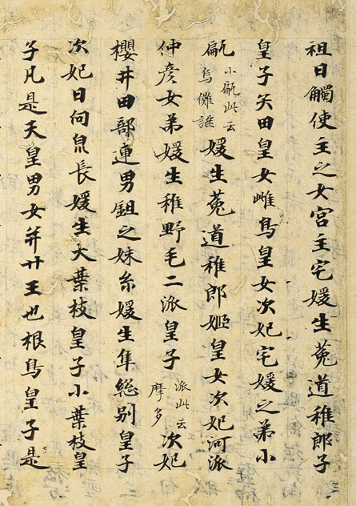 祖日觸使主之女宮主宅媛生菟道稚郎子
皇子矢田皇女雌鳥皇女次妃宅媛之弟小
甂小甂此云烏儺謎媛生菟道稚郎姬皇女次妃河派
仲彦女弟媛生稚野毛二派皇子派此云摩多次妃
櫻井田部連男鉏之妹糸媛生隼総別皇子
次妃日向泉長媛生大葉枝皇子小葉枝皇
子凡是天皇男女并廿王也根鳥皇子是